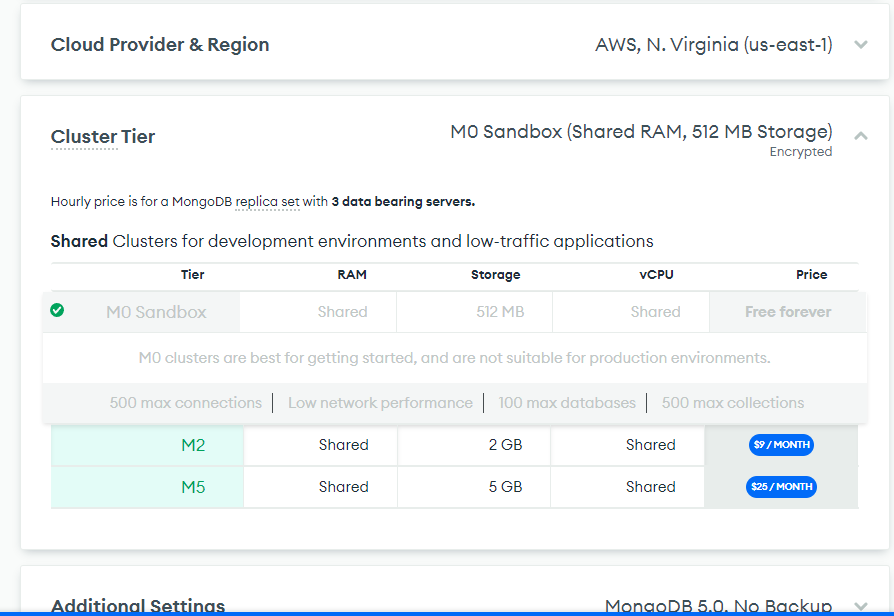 Cloud Provider & Region AWS, N. Virginia (us-east-1)
Cluster Tier M0 Sandbox (Shared RAM, 512 MB Storage)
Encrypted
Hourly price is for a MongoDB replica set with 3 data bearing servers.
Shared Clusters for development environments and low-traffic applications
Tier RAM Storage vCPU Price
M0 Sandbox Shared 512 MB Shared Free forever
M0 clusters are best for getting started, and are not suitable for production environments.
500 max connections Low network performance 100 max databases 500 max collections
M2 Shared 2 GB Shared $9 / MONTH
M5 Shared 5 GB Shared $25 / MONTH
Additional Settings MongoDB 5.0, No Backup